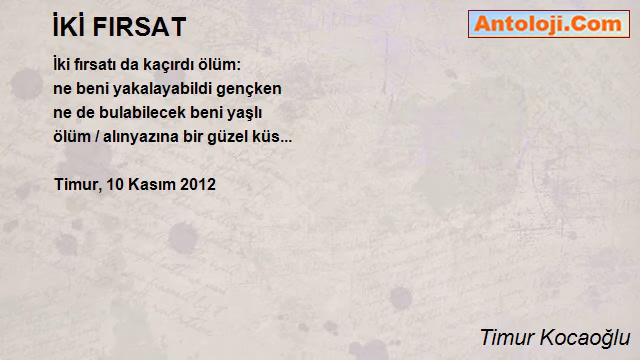 İKİ FIRSAT
Antoloji.Com
İki fırsatı da kaçırdı ölüm:
ne beni yakalayabildi gençken
ne de bulabilecek beni yaşlı
ölüm / alınyazına bir güzel küs...
Timur, 10 Kasım 2012
Timur Kocaoğlu